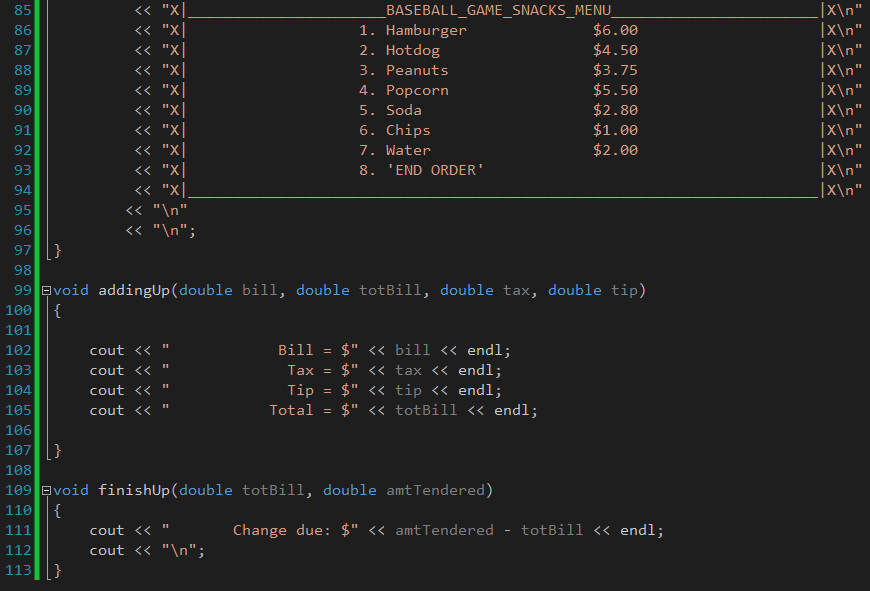 85 << "X|______________________BASEBALL_GAME_SNACKS_MENU_______________________|X\n"
86 << "X|                   1. Hamburger              $6.00                    |X\n"
87 << "X|                   2. Hotdog                 $4.50                    |X\n"
88 << "X|                   3. Peanuts                $3.75                    |X\n"
89 << "X|                   4. Popcorn                $5.50                    |X\n"
90 << "X|                   5. Soda                   $2.80                    |X\n"
91 << "X|                   6. Chips                  $1.00                    |X\n"
92 << "X|                   7. Water                  $2.00                    |X\n"
93 << "X|                   8. 'END ORDER'                                     |X\n"
94 << "X|______________________________________________________________________|X\n"
95 << "\n"
96 << "\n";
97 }
98
99 void addingUp(double bill, double totBill, double tax, double tip)
100 {
101
102 cout << "            Bill = $" << bill << endl;
103 cout << "             Tax = $" << tax << endl;
104 cout << "             Tip = $" << tip << endl;
105 cout << "           Total = $" << totBill << endl;
106
107 }
108
109 void finishUp(double totBill, double amtTendered)
110 {
111 cout << "       Change due: $" << amtTendered - totBill << endl;
112 cout << "\n";
113 }